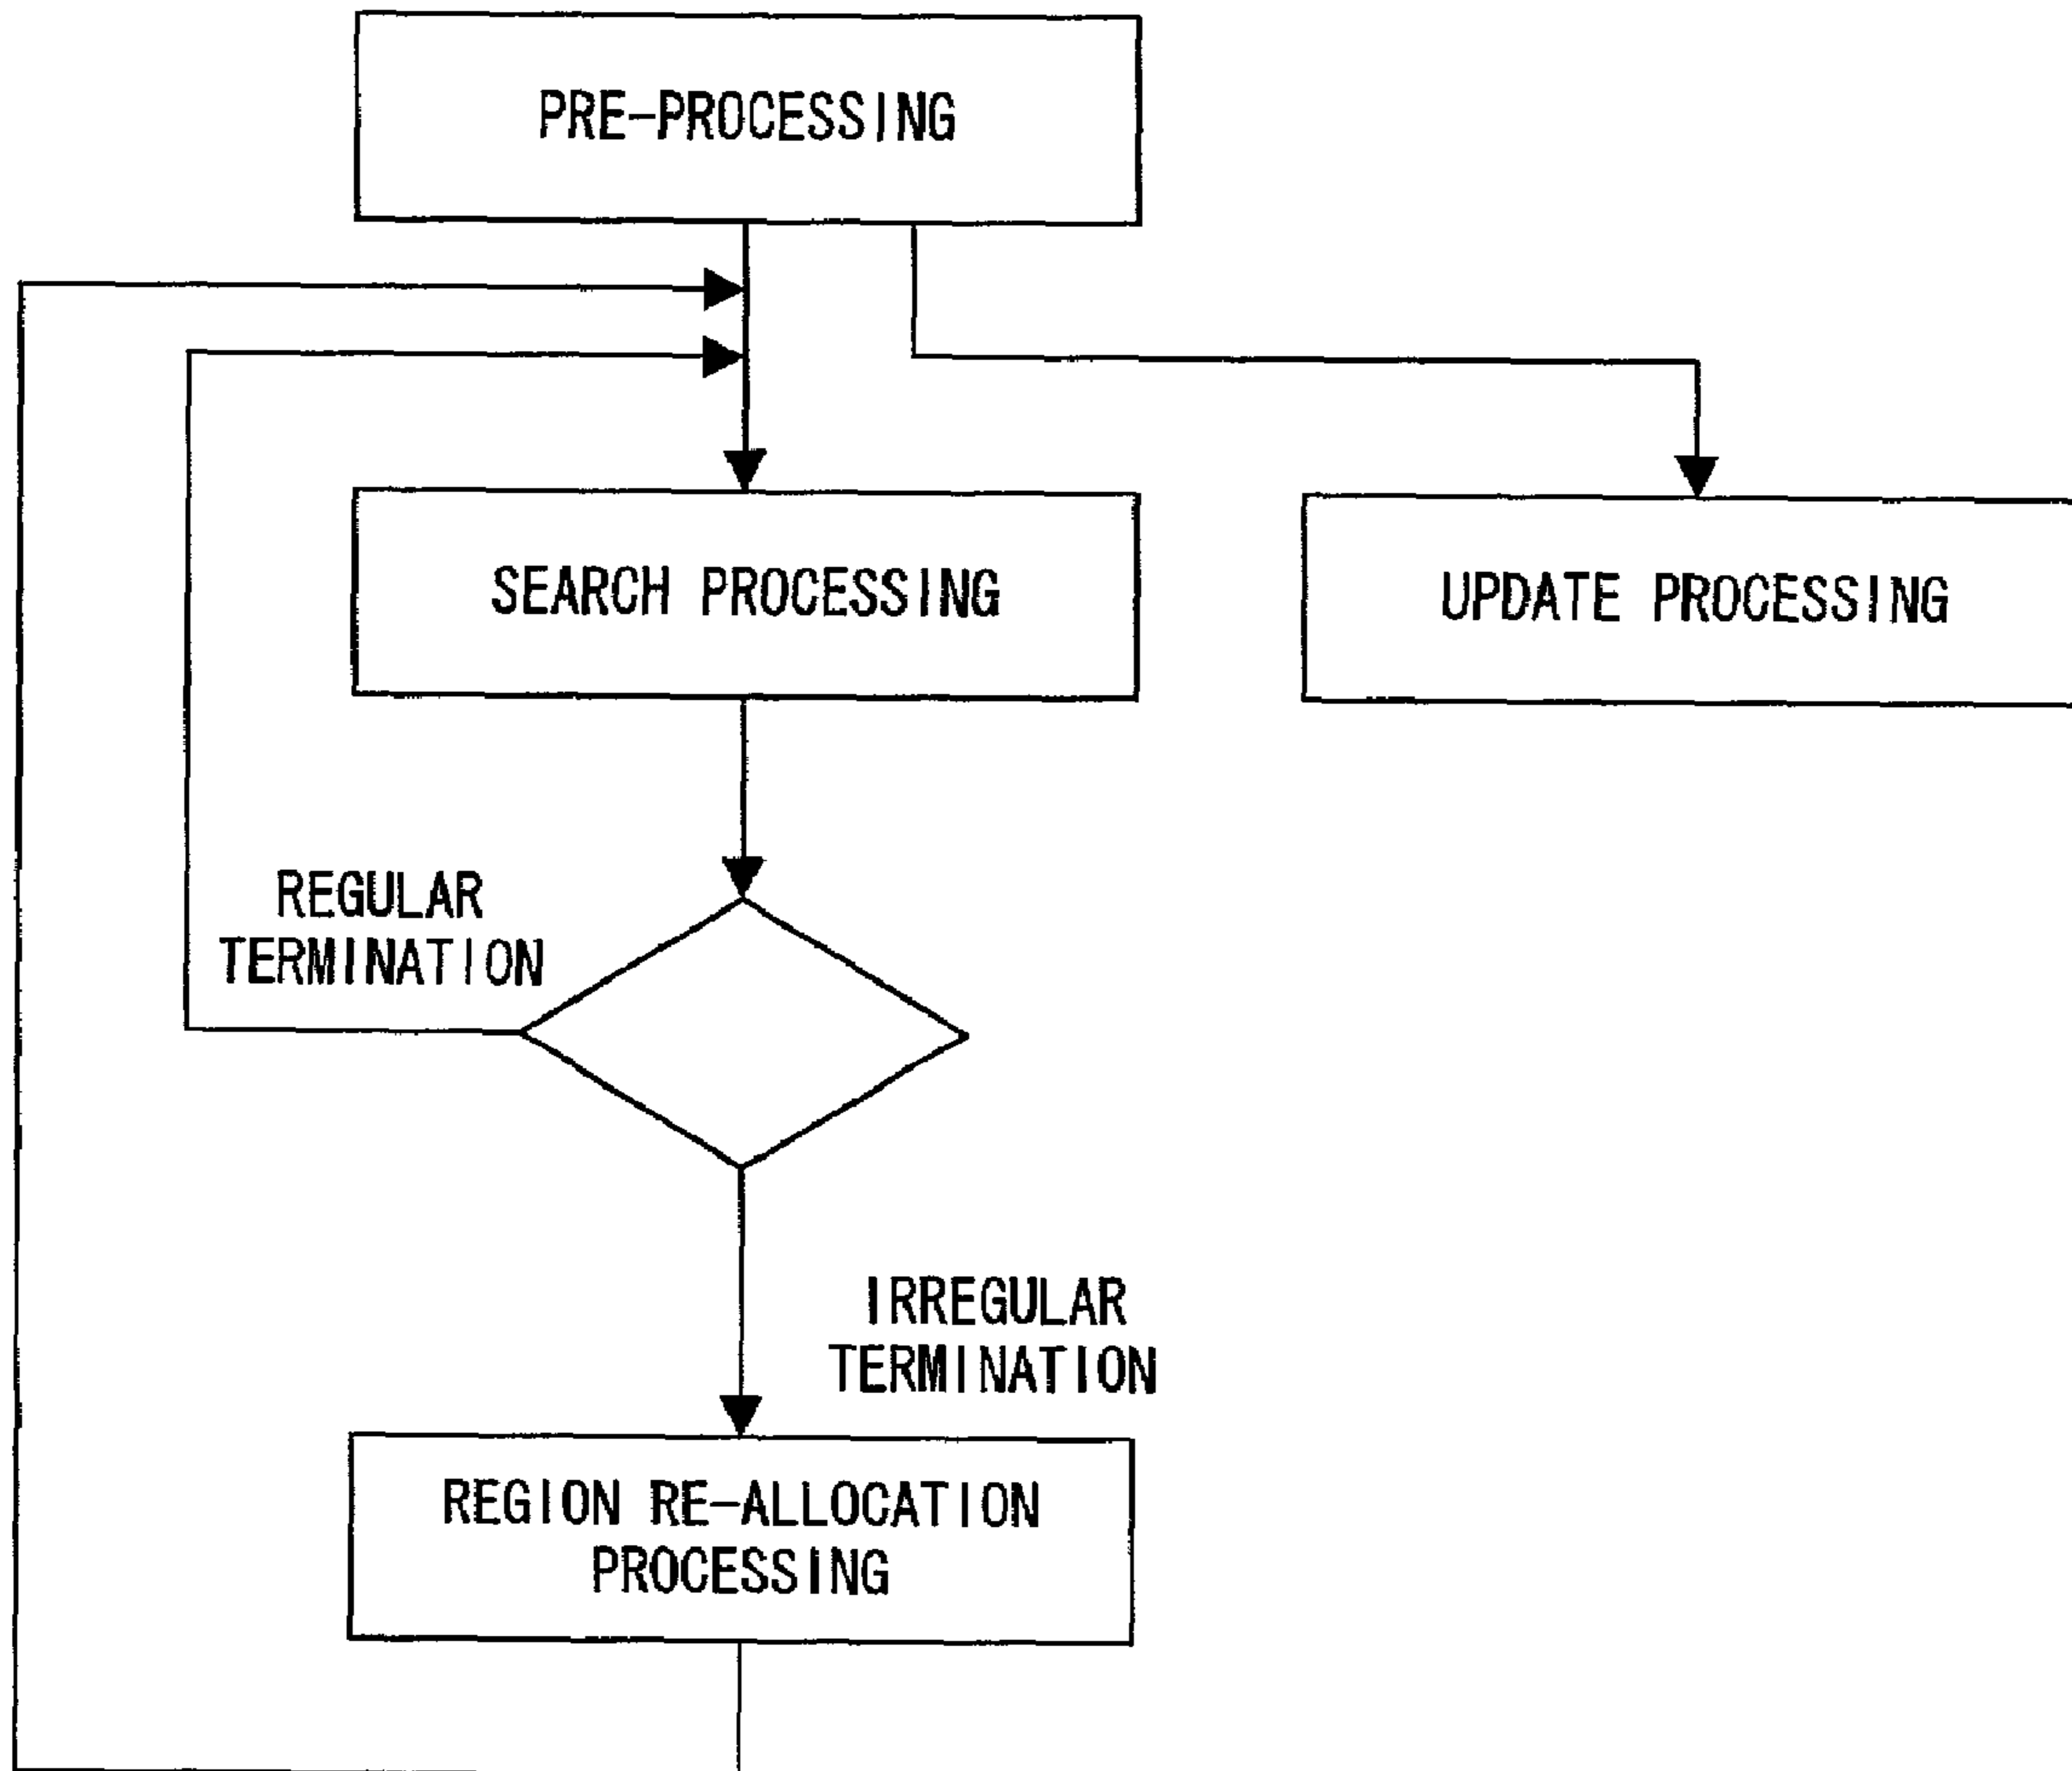 PRE-PROCESSING
SEARCH PROCESSING
UPDATE PROCESSING
REGULAR
TERMINATION
IRREGULAR
TERMINATION
REGION RE-ALLOCATION
PROCESSING